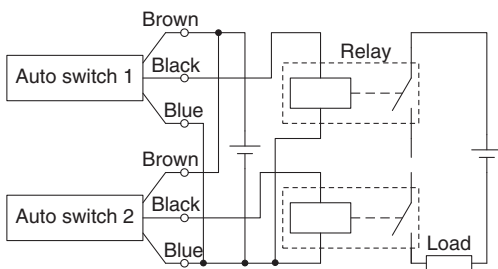 Brown
Relay
Auto switch 1
Black
Blue
Brown
Auto switch 2
Black
Blue
Load